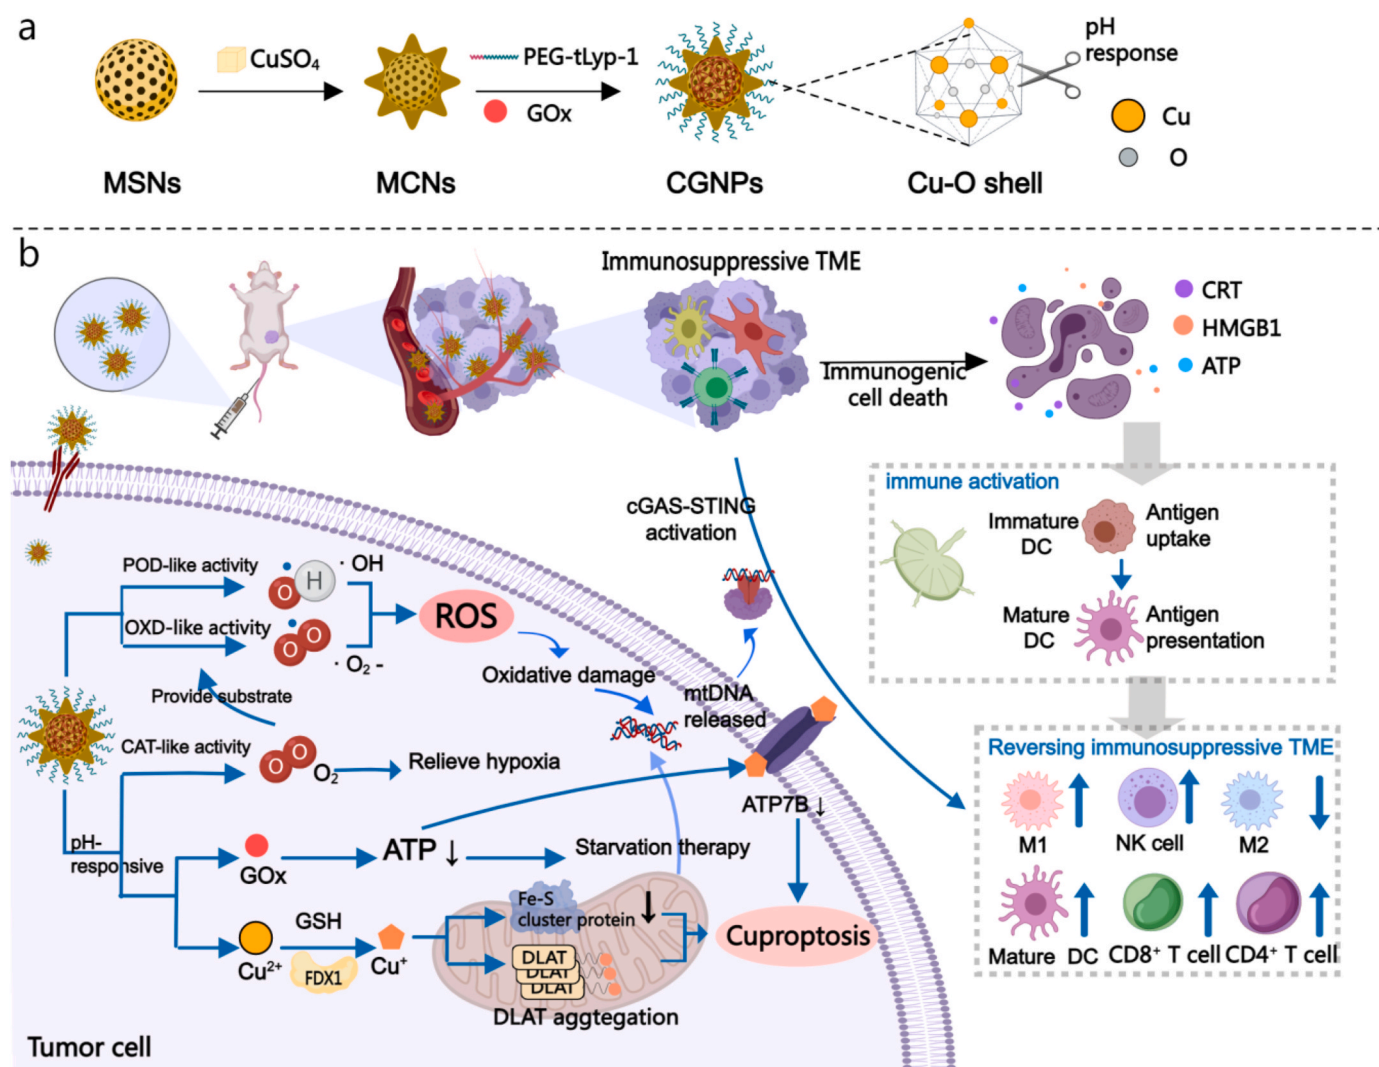 a
CuSO₄
PEG-tLyp-1
GOx
pH
response
Cu
O
MSNs
MCNs
CGNPs
Cu-O shell
b
Immunosuppressive TME
CRT
HMGB1
ATP
Immunogenic
cell death
cGAS-STING
activation
immune activation
Immature
DC
Antigen
uptake
Mature
DC
Antigen
presentation
POD-like activity
O
H
· OH
OXD-like activity
O
O
· O₂ -
ROS
Oxidative damage
mtDNA
released
Provide substrate
CAT-like activity
O
O
O₂
Relieve hypoxia
ATP7B ↓
pH-
responsive
GOx
ATP ↓
Starvation therapy
Cu²⁺
GSH
FDX1
Cu⁺
Fe-S
cluster protein
DLAT
DLAT
DLAT
DLAT aggtegation
Cuproptosis
Tumor cell
Reversing immunosuppressive TME
M1
NK cell
M2
Mature DC
CD8⁺ T cell
CD4⁺ T cell